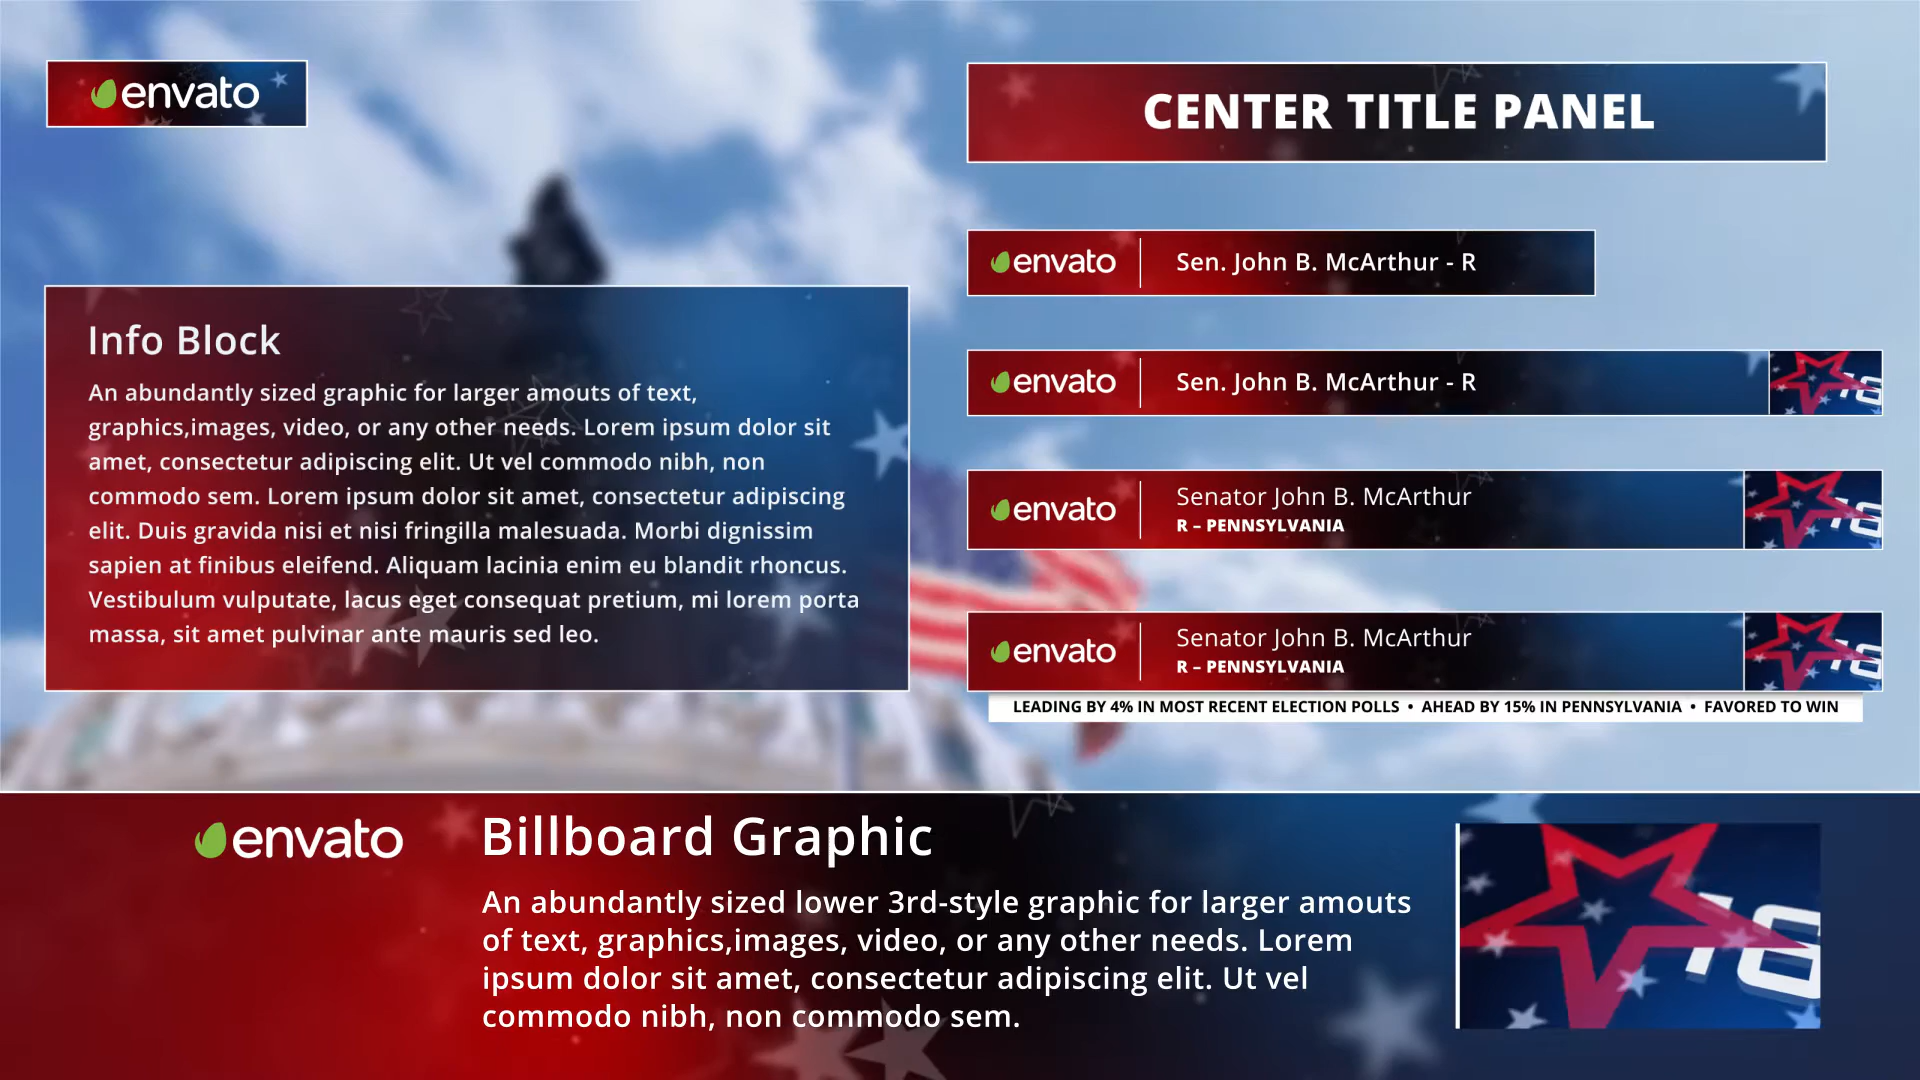 envato
CENTER TITLE PANEL
envato
Sen. John B. McArthur - R
Info Block
An abundantly sized graphic for larger amouts of text,
graphics,images, video, or any other needs. Lorem ipsum dolor sit
amet, consectetur adipiscing elit. Ut vel commodo nibh, non
commodo sem. Lorem ipsum dolor sit amet, consectetur adipiscing
elit. Duis gravida nisi et nisi fringilla malesuada. Morbi dignissim
sapien at finibus eleifend. Aliquam lacinia enim eu blandit rhoncus.
Vestibulum vulputate, lacus eget consequat pretium, mi lorem porta
massa, sit amet pulvinar ante mauris sed leo.
envato
Sen. John B. McArthur - R
'16
envato
Senator John B. McArthur
R – PENNSYLVANIA
'16
envato
Senator John B. McArthur
R – PENNSYLVANIA
'16
LEADING BY 4% IN MOST RECENT ELECTION POLLS • AHEAD BY 15% IN PENNSYLVANIA • FAVORED TO WIN
envato
Billboard Graphic
An abundantly sized lower 3rd-style graphic for larger amouts
of text, graphics,images, video, or any other needs. Lorem
ipsum dolor sit amet, consectetur adipiscing elit. Ut vel
commodo nibh, non commodo sem.
'16